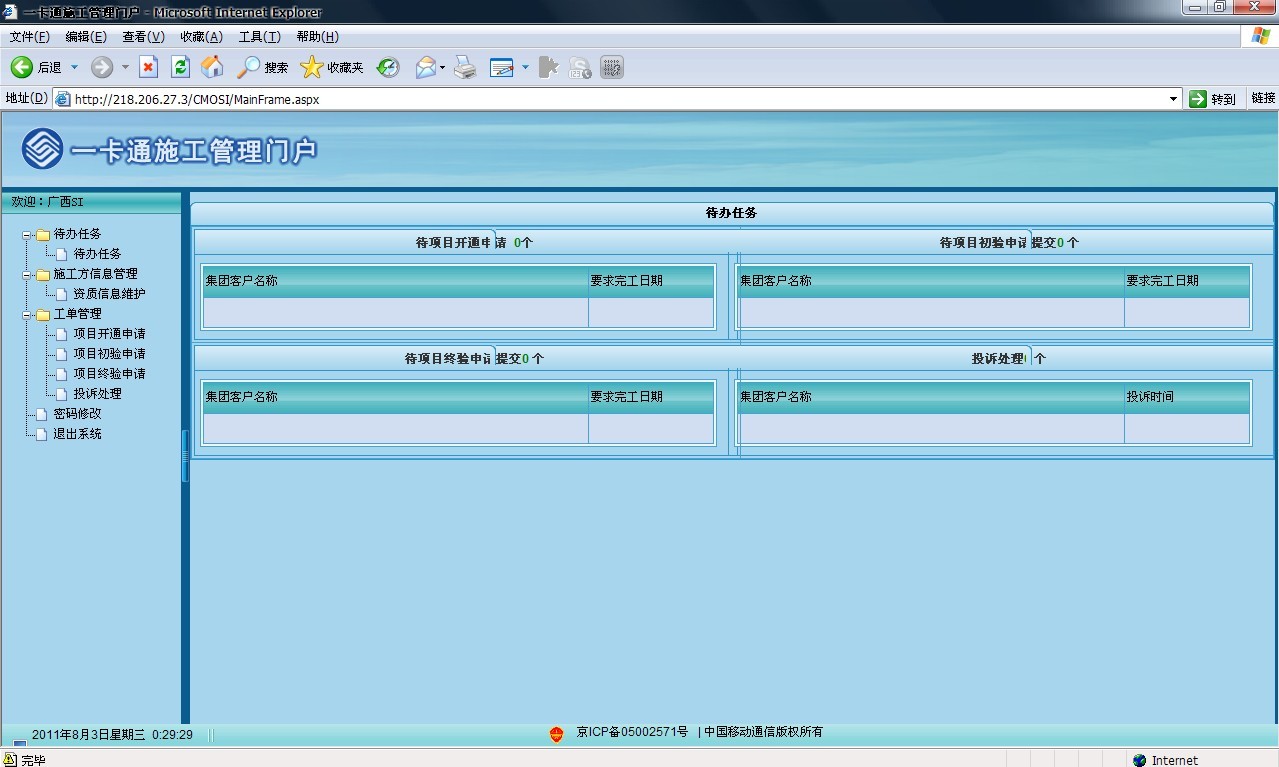 一卡通施工管理门户 - Microsoft Internet Explorer
文件(F) 编辑(E) 查看(V) 收藏(A) 工具(T) 帮助(H)
后退 搜索 收藏夹
地址(D) http://218.206.27.3/CMOSI/MainFrame.aspx 转到 链接
一卡通施工管理门户
欢迎：广西SI
待办任务
待办任务
施工方信息管理
资质信息维护
工单管理
项目开通申请
项目初验申请
项目终验申请
投诉处理
密码修改
退出系统
待办任务
待项目开通申请 0个
集团客户名称 要求完工日期
待项目初验申请提交0 个
集团客户名称 要求完工日期
待项目终验申请提交0 个
集团客户名称 要求完工日期
投诉处理 个
集团客户名称 投诉时间
2011年8月3日星期三 0:29:29
京ICP备05002571号 | 中国移动通信版权所有
完毕 Internet